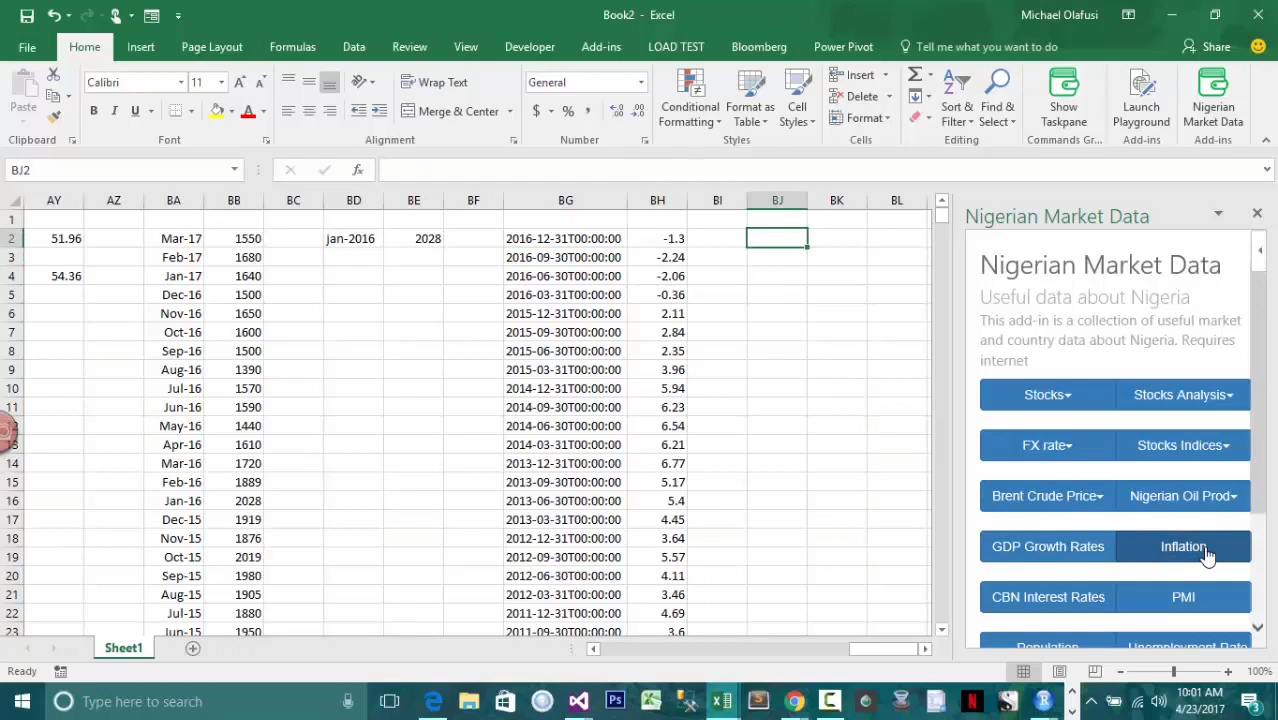 Book2 - Excel
Michael Olafusi
File Home Insert Page Layout Formulas Data Review View Developer Add-ins LOAD TEST Bloomberg Power Pivot Tell me what you want to do Share
Paste
Calibri 11
B I U
Wrap Text
Merge & Center
General
$ % ,
Conditional Formatting
Format as Table
Cell Styles
Insert
Delete
Format
Sort & Filter
Find & Select
Show Taskpane
Launch Playground
Nigerian Market Data
Clipboard Font Alignment Number Styles Cells Editing Commands Gr... Add-ins Add-ins
BJ2 fx
AY AZ BA BB BC BD BE BF BG BH BI BJ BK BL
1
2 51.96 Mar-17 1550 jan-2016 2028 2016-12-31T00:00:00 -1.3
3 Feb-17 1680 2016-09-30T00:00:00 -2.24
4 54.36 Jan-17 1640 2016-06-30T00:00:00 -2.06
5 Dec-16 1500 2016-03-31T00:00:00 -0.36
6 Nov-16 1650 2015-12-31T00:00:00 2.11
7 Oct-16 1600 2015-09-30T00:00:00 2.84
8 Sep-16 1500 2015-06-30T00:00:00 2.35
9 Aug-16 1390 2015-03-31T00:00:00 3.96
10 Jul-16 1570 2014-12-31T00:00:00 5.94
11 Jun-16 1590 2014-09-30T00:00:00 6.23
12 May-16 1440 2014-06-30T00:00:00 6.54
13 Apr-16 1610 2014-03-31T00:00:00 6.21
14 Mar-16 1720 2013-12-31T00:00:00 6.77
15 Feb-16 1889 2013-09-30T00:00:00 5.17
16 Jan-16 2028 2013-06-30T00:00:00 5.4
17 Dec-15 1919 2013-03-31T00:00:00 4.45
18 Nov-15 1876 2012-12-31T00:00:00 3.64
19 Oct-15 2019 2012-09-30T00:00:00 5.57
20 Sep-15 1980 2012-06-30T00:00:00 4.11
21 Aug-15 1905 2012-03-31T00:00:00 3.46
22 Jul-15 1880 2011-12-31T00:00:00 4.69
23 Jun-15 1950 2011-09-30T00:00:00 3.6
Nigerian Market Data
Nigerian Market Data
Useful data about Nigeria
This add-in is a collection of useful market
and country data about Nigeria. Requires
internet
Stocks Stocks Analysis
FX rate Stocks Indices
Brent Crude Price Nigerian Oil Prod
GDP Growth Rates Inflation
CBN Interest Rates PMI
Population Unemployment Rate
Sheet1
Ready 100%
Type here to search
10:01 AM
4/23/2017
3